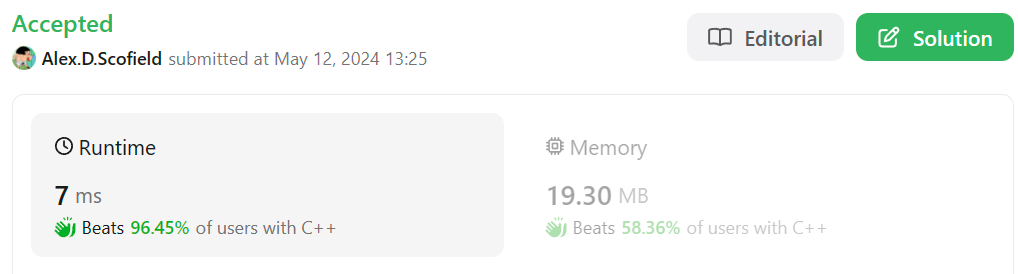 Accepted
Editorial
Solution
Alex.D.Scofield submitted at May 12, 2024 13:25
Runtime
Memory
7 ms
19.30 MB
Beats 96.45% of users with C++
Beats 58.36% of users with C++